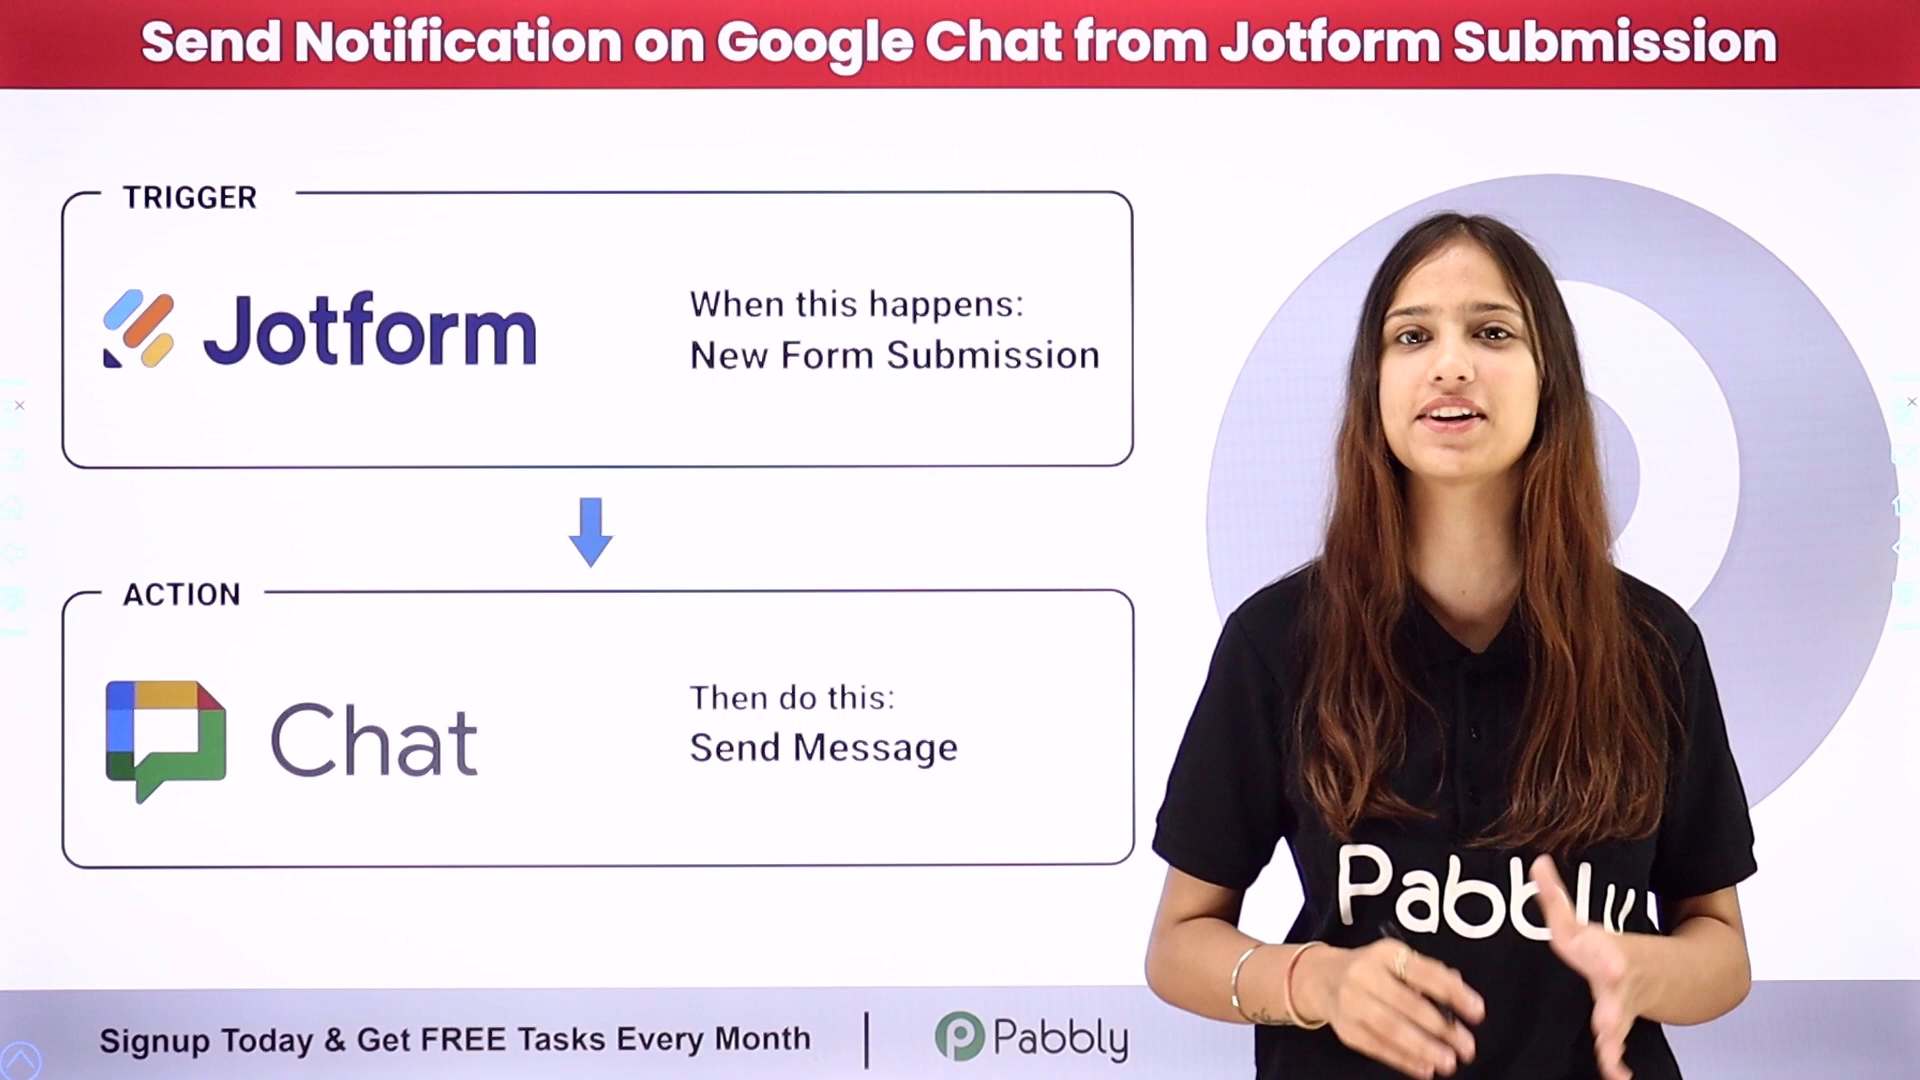 Send Notification on Google Chat from Jotform Submission
TRIGGER
Jotform
When this happens:
New Form Submission
ACTION
Chat
Then do this:
Send Message
Pabbly
Signup Today & Get FREE Tasks Every Month
Pabbly